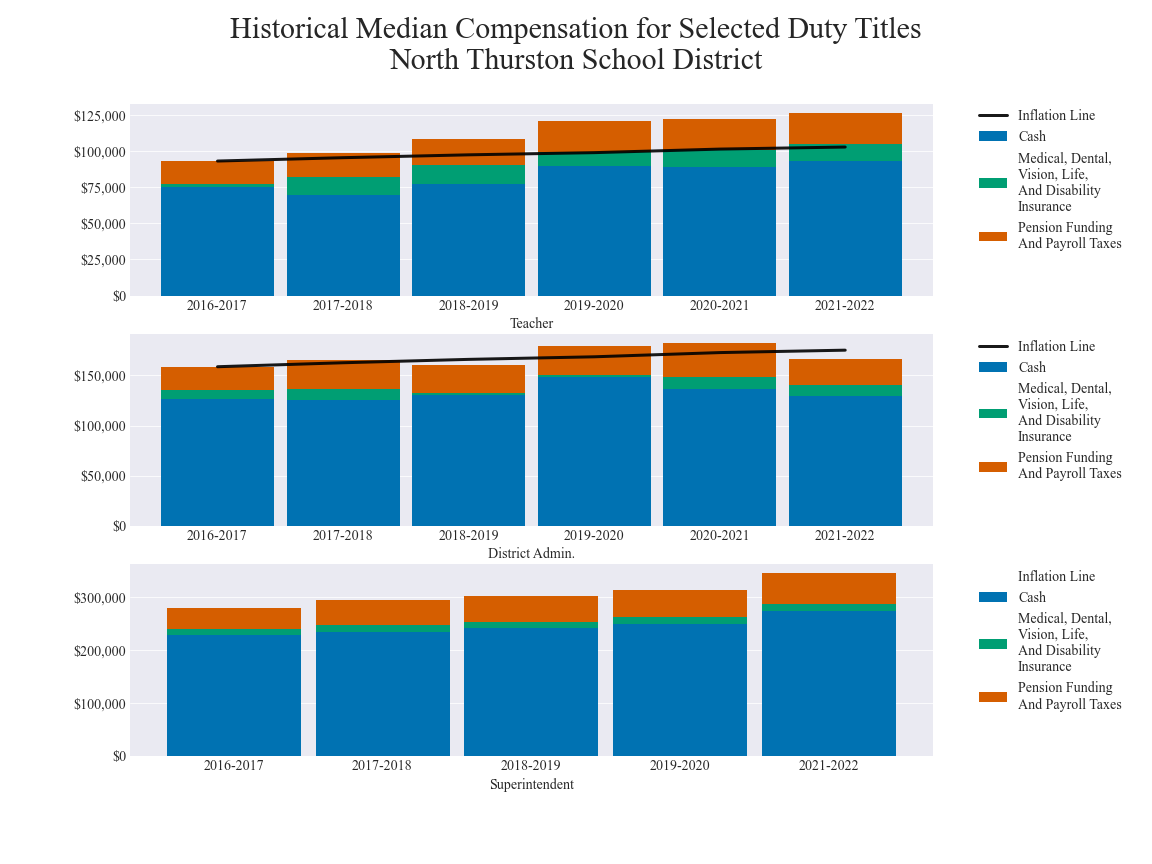 Historical Median Compensation for Selected Duty Titles
North Thurston School District
$125,000
$100,000
$75,000
$50,000
$25,000
$0
2016-2017 2017-2018 2018-2019 2019-2020 2020-2021 2021-2022
Teacher
Inflation Line
Cash
Medical, Dental,
Vision, Life,
And Disability
Insurance
Pension Funding
And Payroll Taxes
$150,000
$100,000
$50,000
$0
2016-2017 2017-2018 2018-2019 2019-2020 2020-2021 2021-2022
District Admin.
Inflation Line
Cash
Medical, Dental,
Vision, Life,
And Disability
Insurance
Pension Funding
And Payroll Taxes
$300,000
$200,000
$100,000
$0
2016-2017 2017-2018 2018-2019 2019-2020 2021-2022
Superintendent
Inflation Line
Cash
Medical, Dental,
Vision, Life,
And Disability
Insurance
Pension Funding
And Payroll Taxes